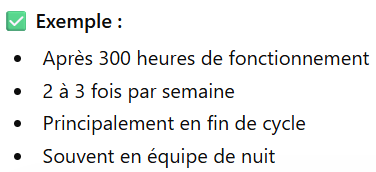 ✅ Exemple :
• Après 300 heures de fonctionnement
• 2 à 3 fois par semaine
• Principalement en fin de cycle
• Souvent en équipe de nuit